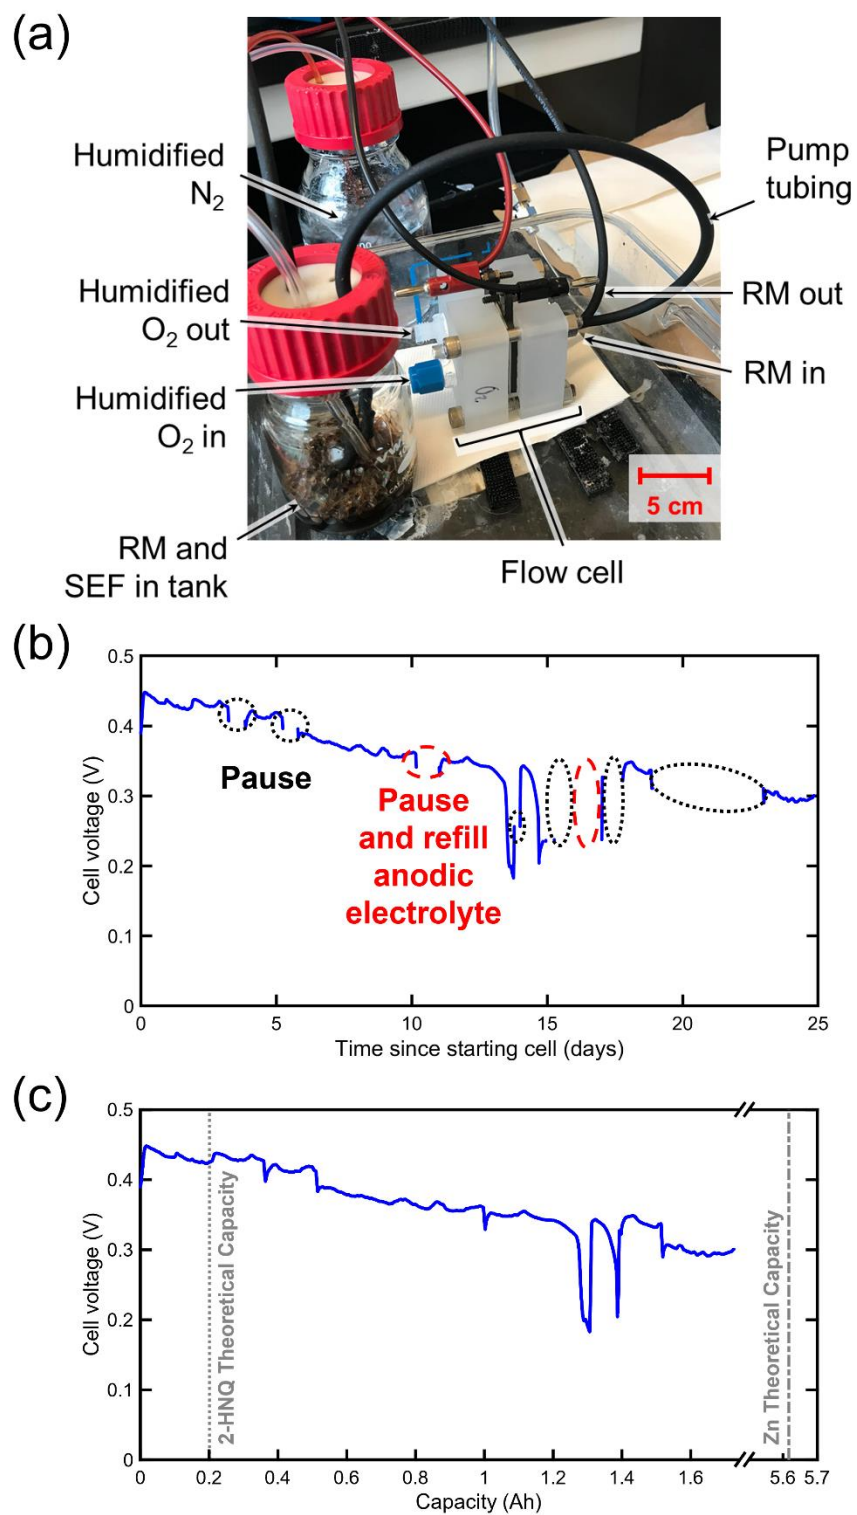 (a)
Humidified
N2
Pump
tubing
Humidified
O2 out
RM out
RM in
Humidified
O2 in
O2
5 cm
RM and
SEF in tank
Flow cell
(b)
0.5
0.4
0.3
0.2
0.1
0
Cell voltage (V)
Pause
Pause
and refill
anodic
electrolyte
0 5 10 15 20 25
Time since starting cell (days)
(c)
0.5
0.4
0.3
0.2
0.1
0
Cell voltage (V)
2-HNQ Theoretical Capacity
Zn Theoretical Capacity
0 0.2 0.4 0.6 0.8 1 1.2 1.4 1.6 5.6 5.7
Capacity (Ah)